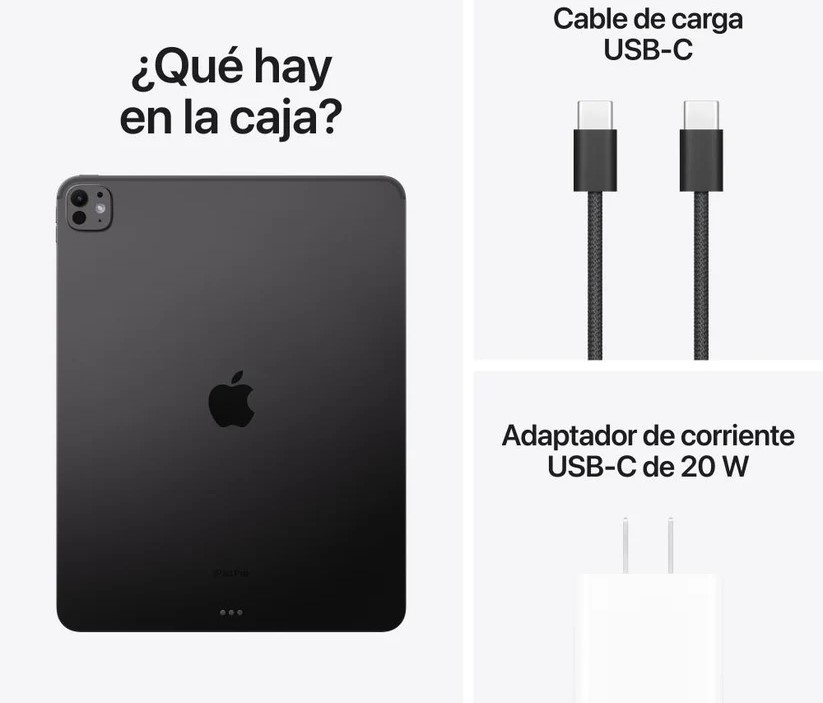 ¿Qué hay
en la caja?
iPad Pro
Cable de carga
USB-C
Adaptador de corriente
USB-C de 20 W